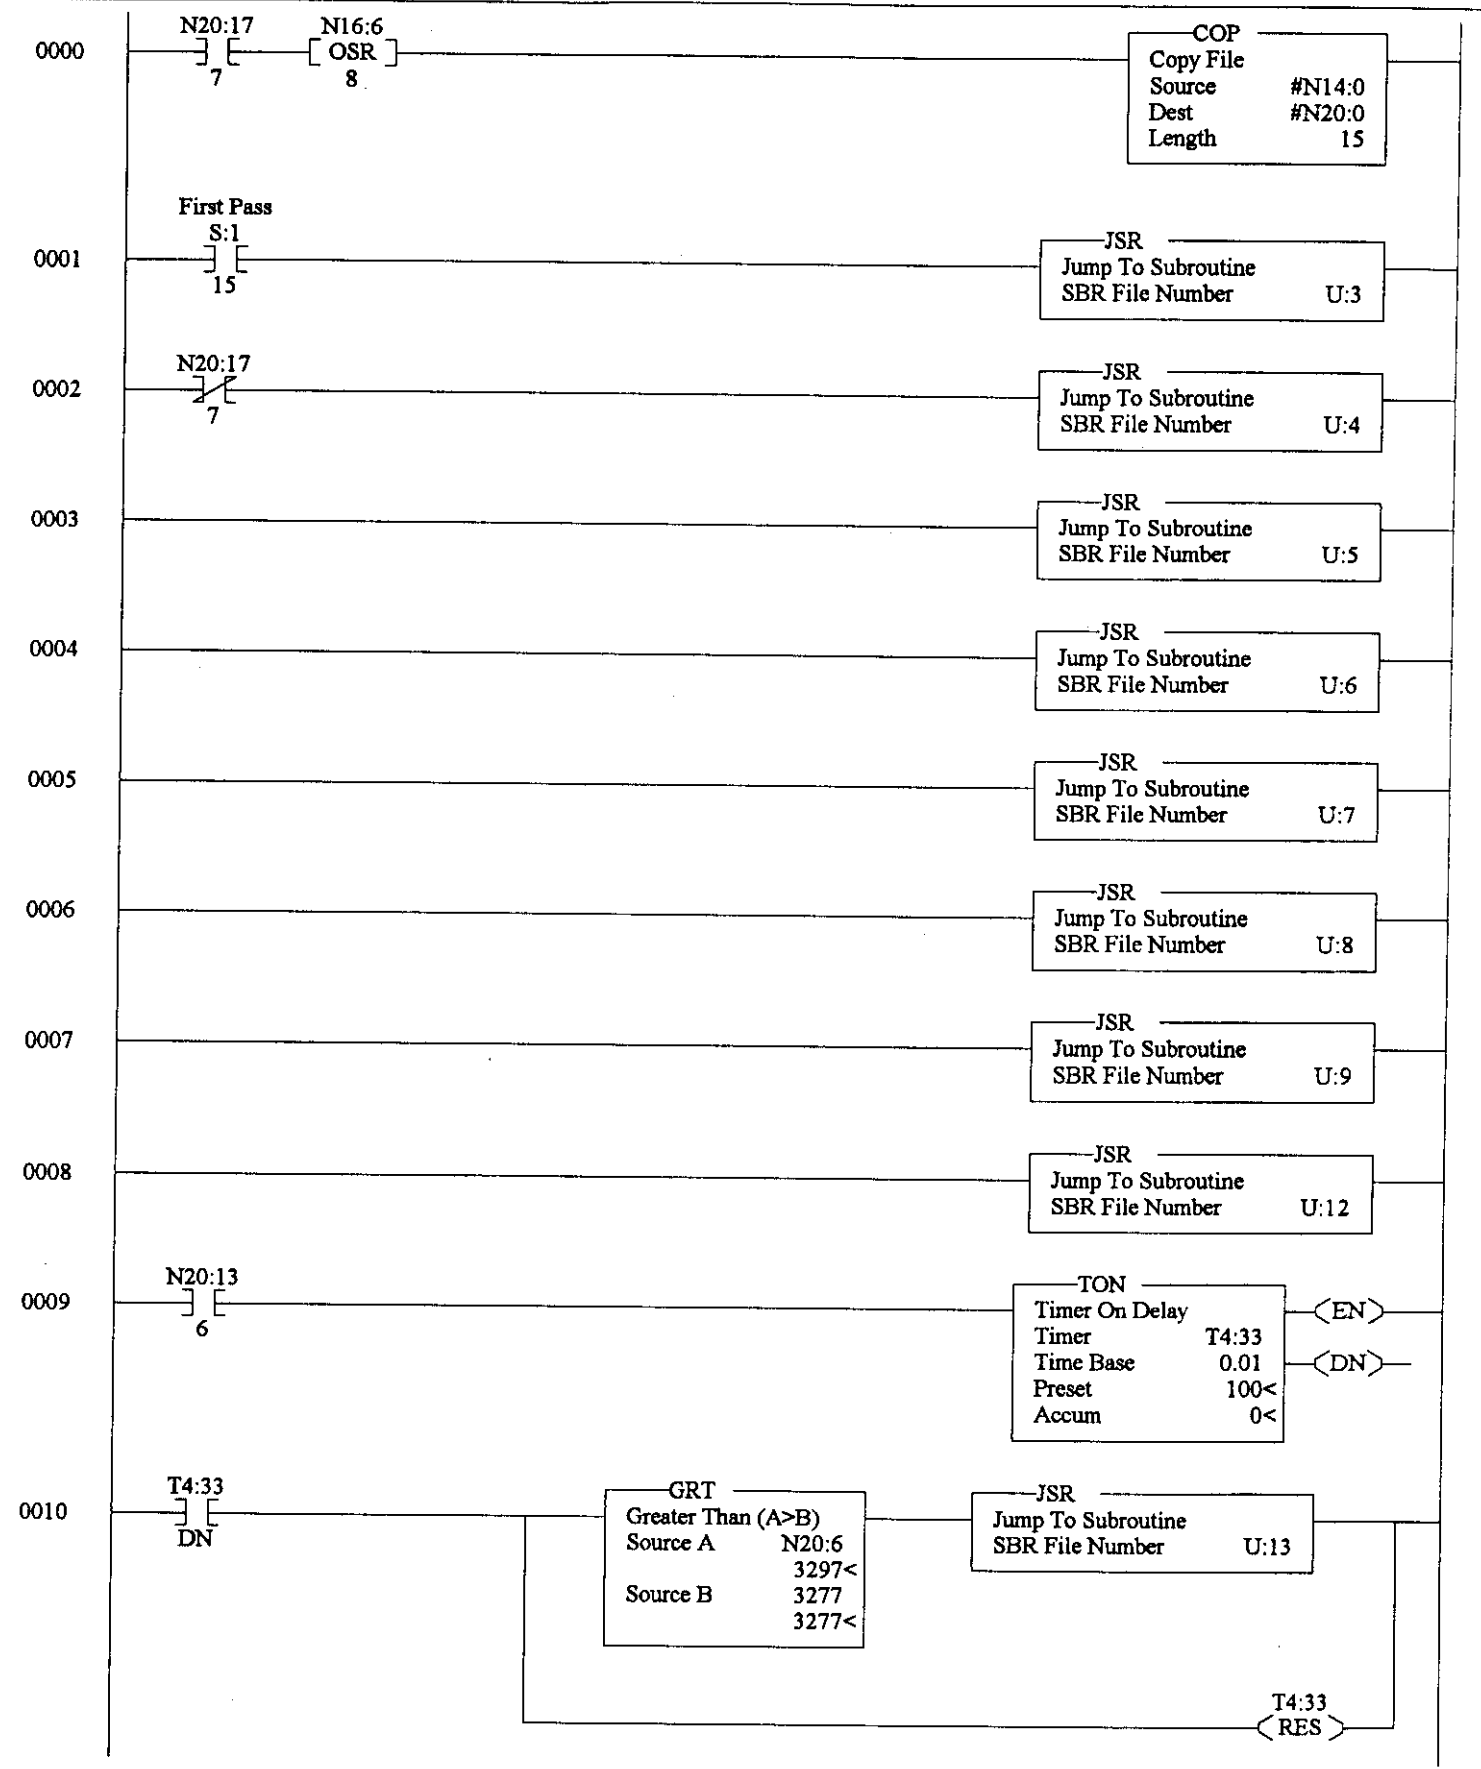 N20:17 N16:6 COP
0000 OSR Copy File
7 8 Source #N14:0
Dest #N20:0
Length 15
First Pass
S:1 JSR
0001 Jump To Subroutine
15 SBR File Number U:3
N20:17 JSR
0002 Jump To Subroutine
7 SBR File Number U:4
JSR
0003 Jump To Subroutine
SBR File Number U:5
JSR
0004 Jump To Subroutine
SBR File Number U:6
JSR
0005 Jump To Subroutine
SBR File Number U:7
JSR
0006 Jump To Subroutine
SBR File Number U:8
JSR
0007 Jump To Subroutine
SBR File Number U:9
JSR
0008 Jump To Subroutine
SBR File Number U:12
N20:13 TON
0009 Timer On Delay EN
6 Timer T4:33
Time Base 0.01 DN
Preset 100<
Accum 0<
T4:33 GRT JSR
0010 Greater Than (A>B) Jump To Subroutine
DN Source A N20:6 SBR File Number U:13
3297<
Source B 3277
3277<
T4:33
RES